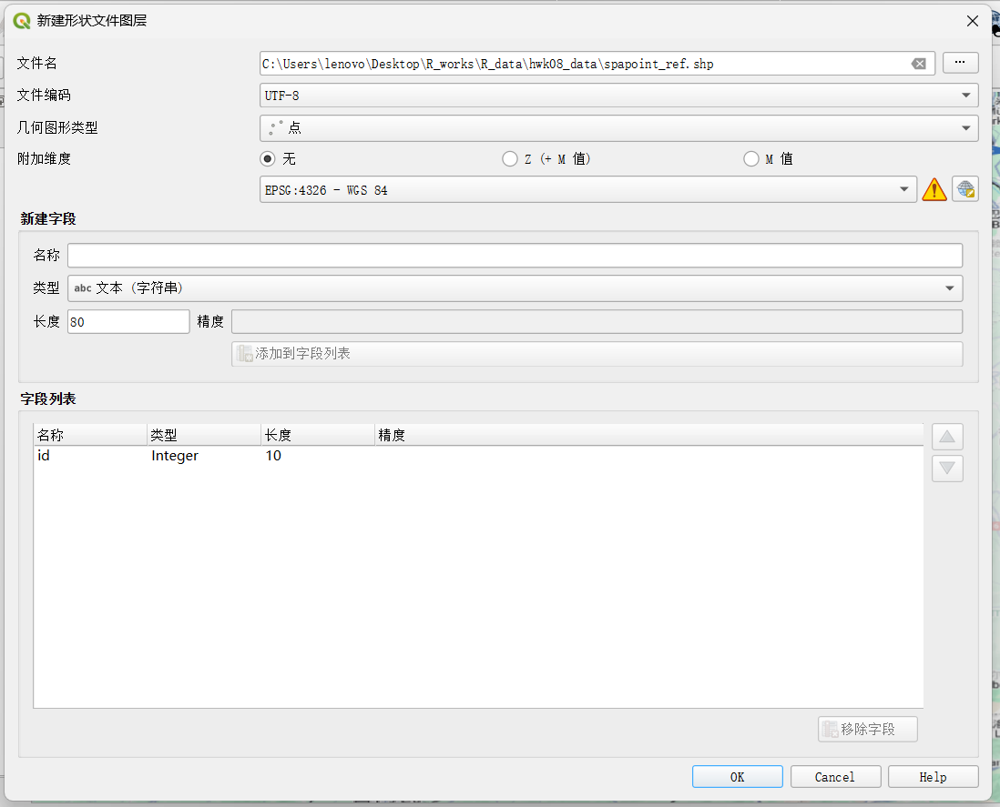 新建形状文件图层
文件名 C:\Users\lenovo\Desktop\R_works\R_data\hwk08_data\spapoint_ref.shp ...
文件编码 UTF-8
几何图形类型 点
附加维度 无 Z (+ M 值) M 值
EPSG:4326 - WGS 84
新建字段
名称
类型 abc 文本 (字符串)
长度 80 精度
添加到字段列表
字段列表
名称 类型 长度 精度
id Integer 10
移除字段
OK Cancel Help